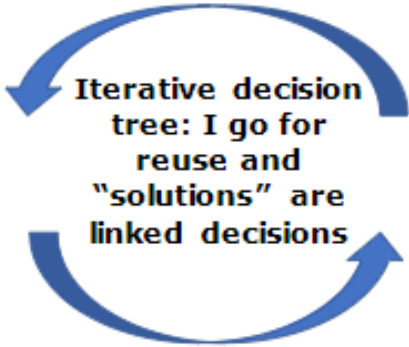 Iterative decision
tree: I go for
reuse and
“solutions” are
linked decisions